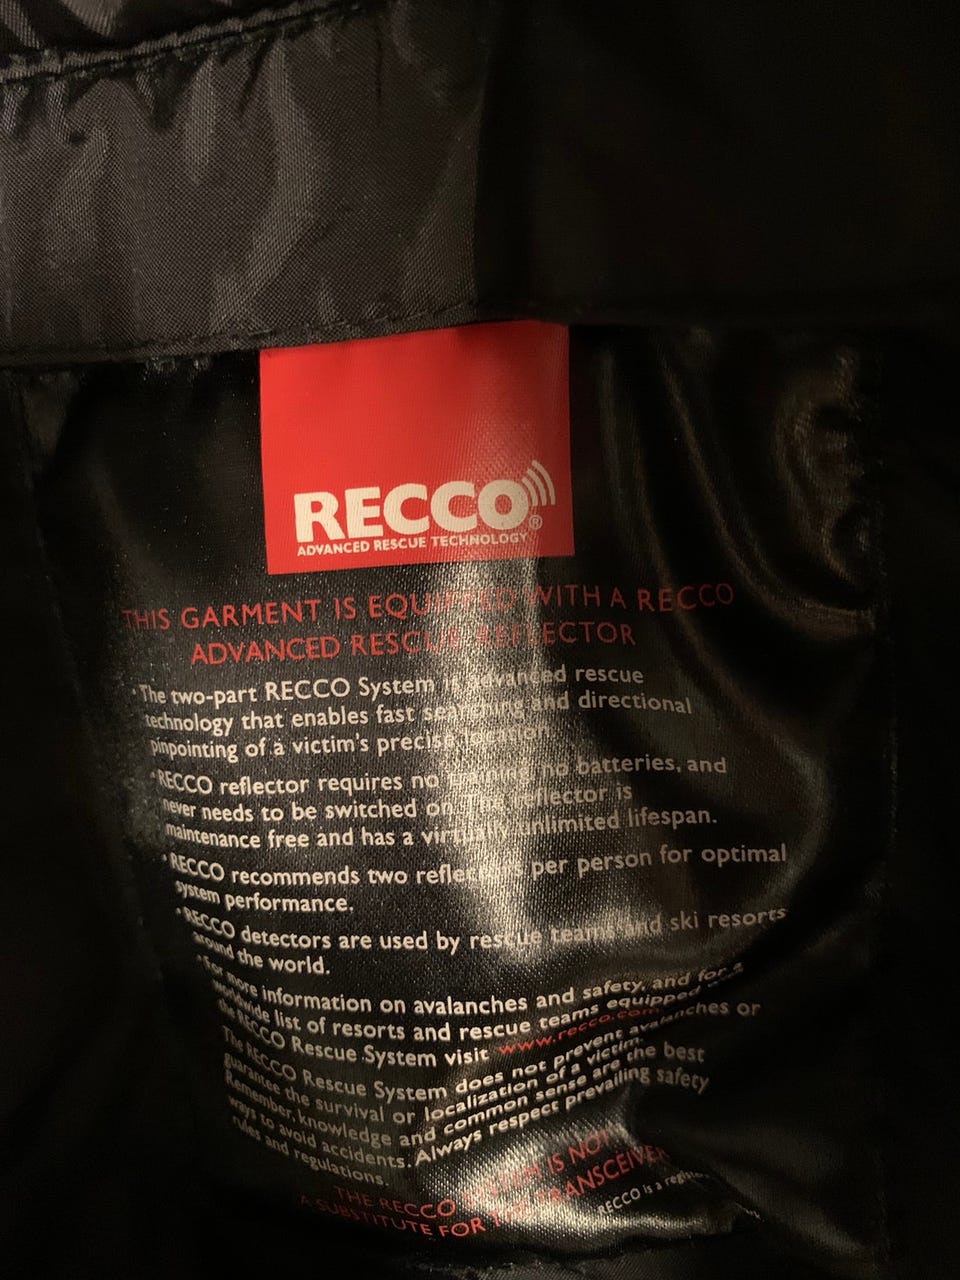 RECCO®
ADVANCED RESCUE TECHNOLOGY
THIS GARMENT IS EQUIPPED WITH A RECCO
ADVANCED RESCUE REFLECTOR
• The two-part RECCO System is advanced rescue
technology that enables fast searching and directional
pinpointing of a victim's precise location.
• RECCO reflector requires no training, no batteries, and
never needs to be switched on. The reflector is
maintenance free and has a virtually unlimited lifespan.
• RECCO recommends two reflectors per person for optimal
system performance.
• RECCO detectors are used by rescue teams and ski resorts
around the world.
• For more information on avalanches and safety, and for a
worldwide list of resorts and rescue teams equipped
the RECCO Rescue System visit www.recco.com
The RECCO Rescue System does not prevent avalanches or
guarantee the survival or localization of a victim.
Remember, knowledge and common sense are the best
ways to avoid accidents. Always respect prevailing safety
rules and regulations.
THE RECCO SYSTEM IS NOT
A SUBSTITUTE FOR THE TRANSCEIVER
RECCO is a